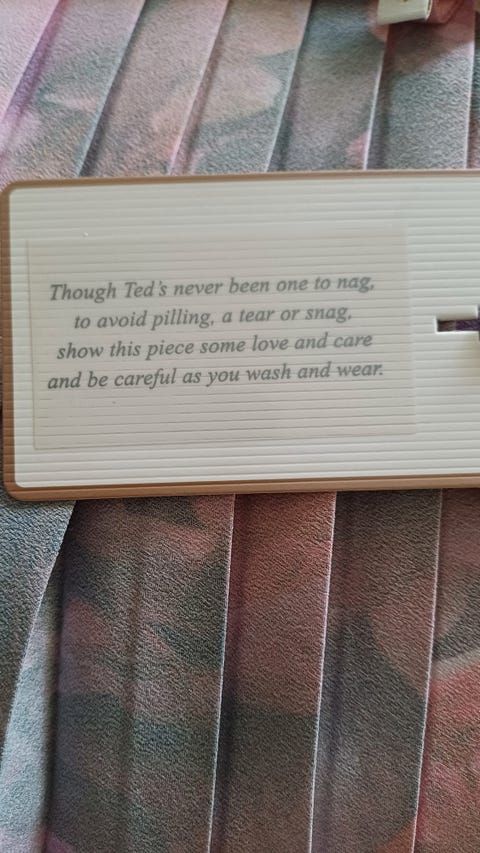 Though Ted's never been one to nag,
to avoid pilling, a tear or snag,
show this piece some love and care
and be careful as you wash and wear.